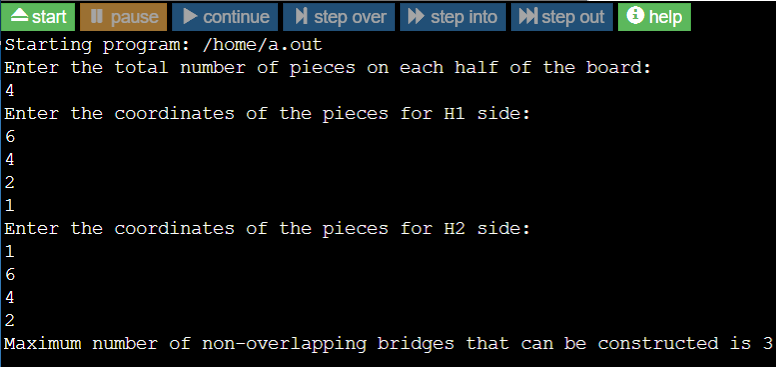 start pause continue step over step into step out help
Starting program: /home/a.out
Enter the total number of pieces on each half of the board:
4
Enter the coordinates of the pieces for H1 side:
6
4
2
1
Enter the coordinates of the pieces for H2 side:
1
6
4
2
Maximum number of non-overlapping bridges that can be constructed is 3